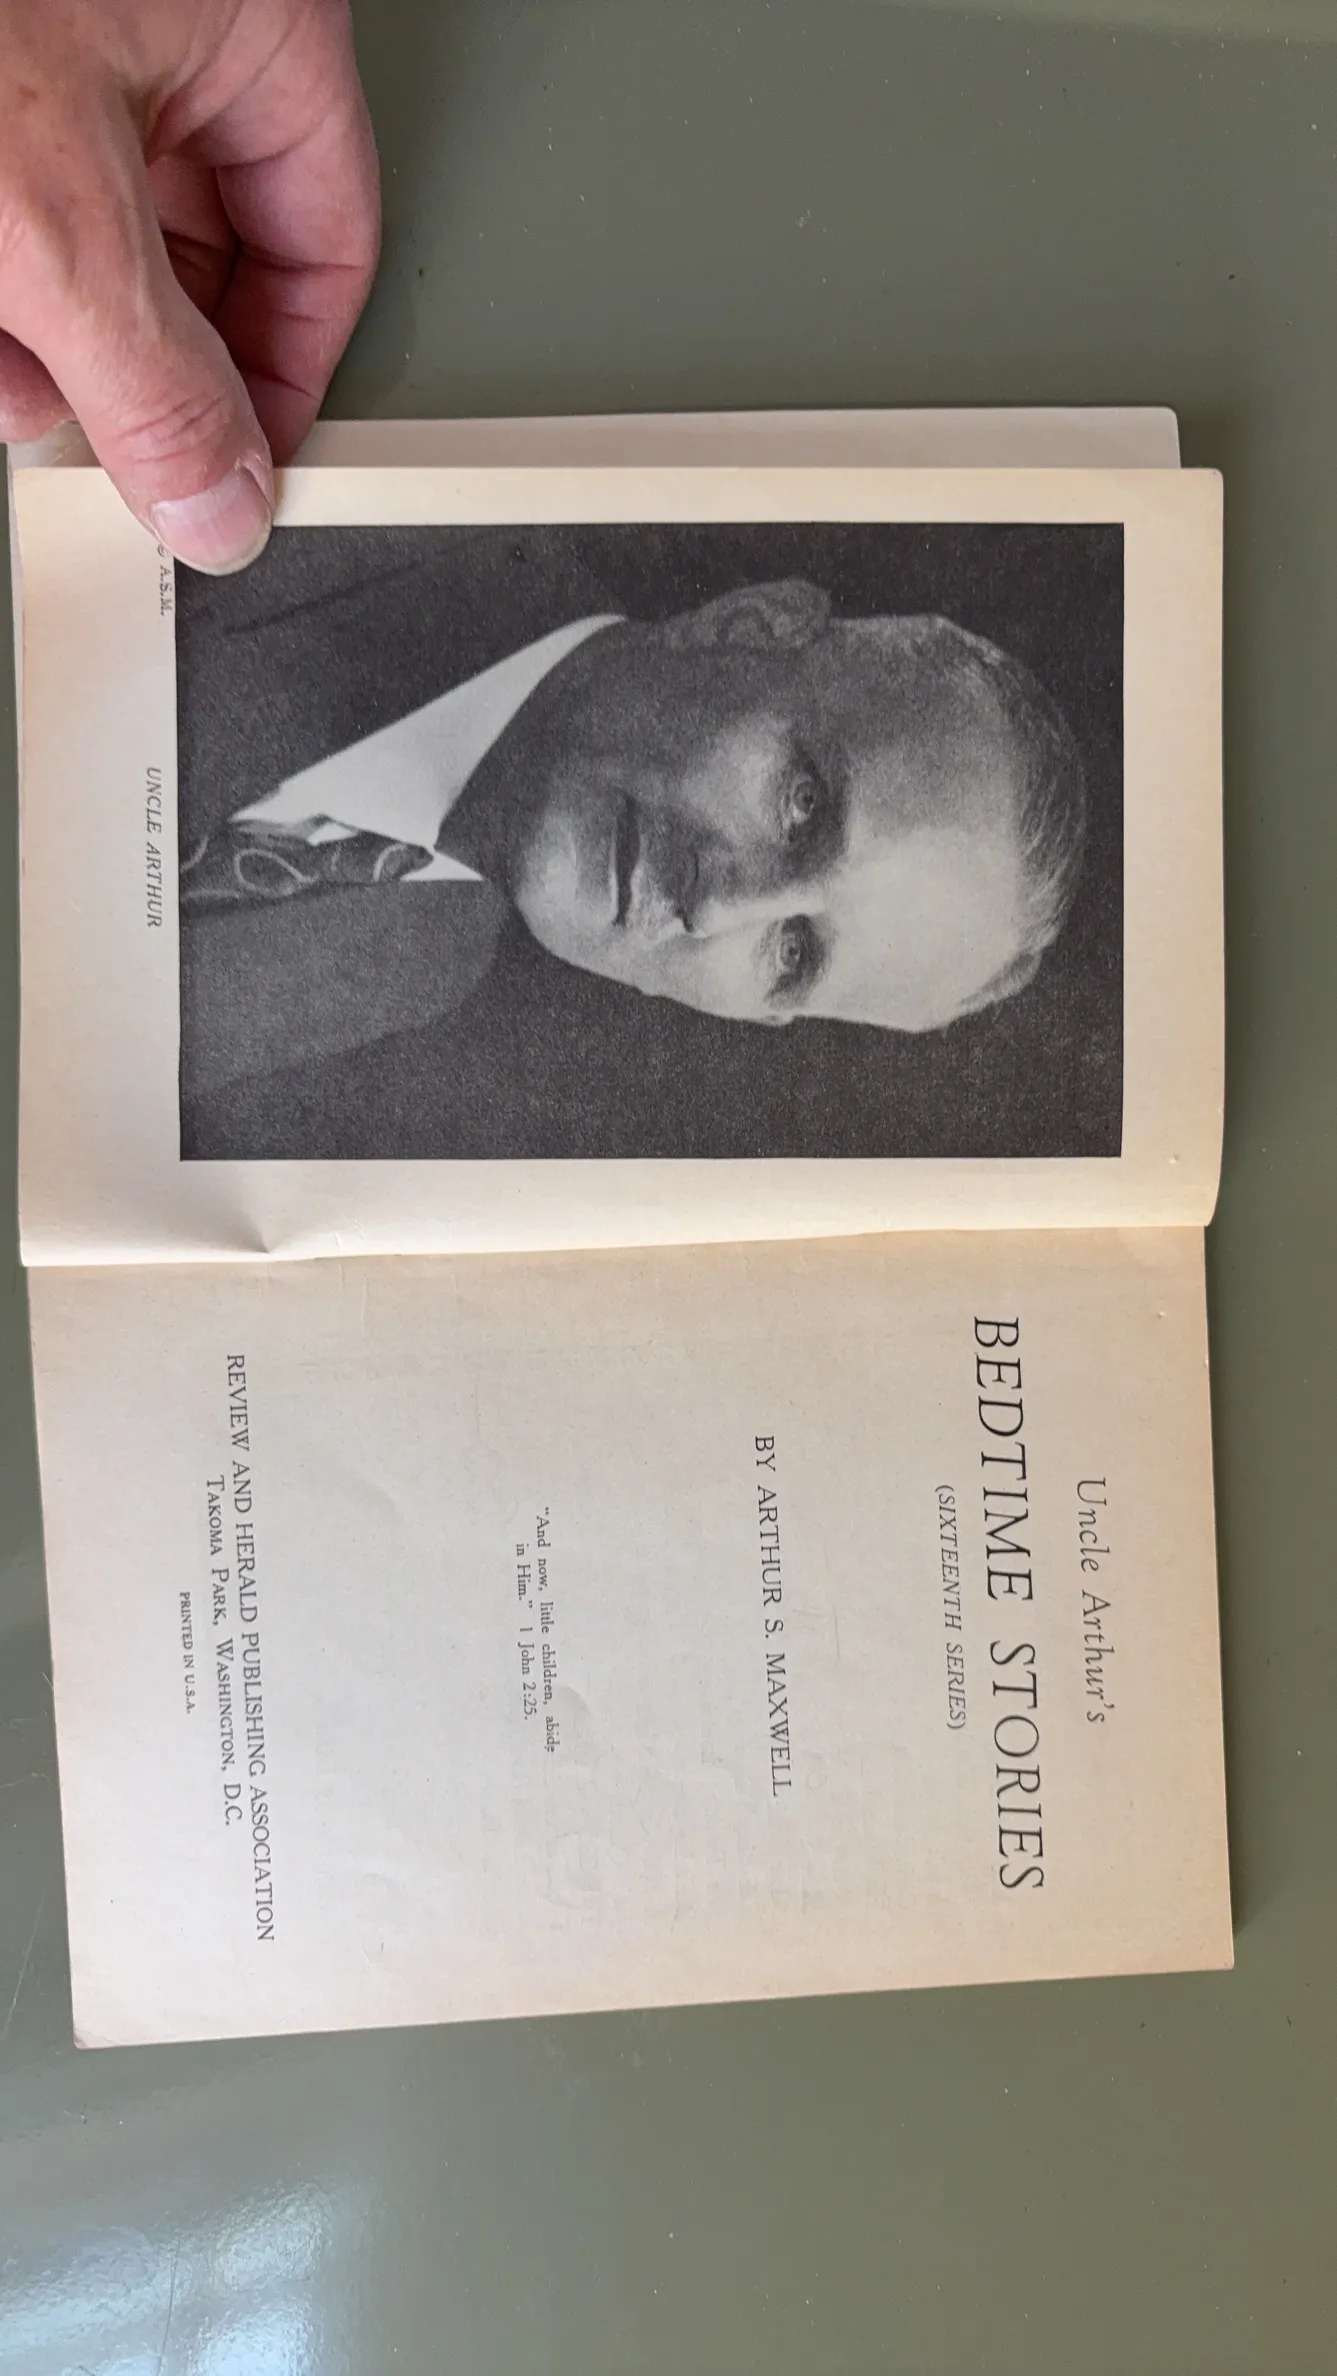 © A.S.M.
UNCLE ARTHUR
Uncle Arthur's
BEDTIME STORIES
(SIXTEENTH SERIES)
BY ARTHUR S. MAXWELL
"And now, little children, abide
in Him." 1 John 2:25.
REVIEW AND HERALD PUBLISHING ASSOCIATION
TAKOMA PARK, WASHINGTON, D.C.
PRINTED IN U.S.A.